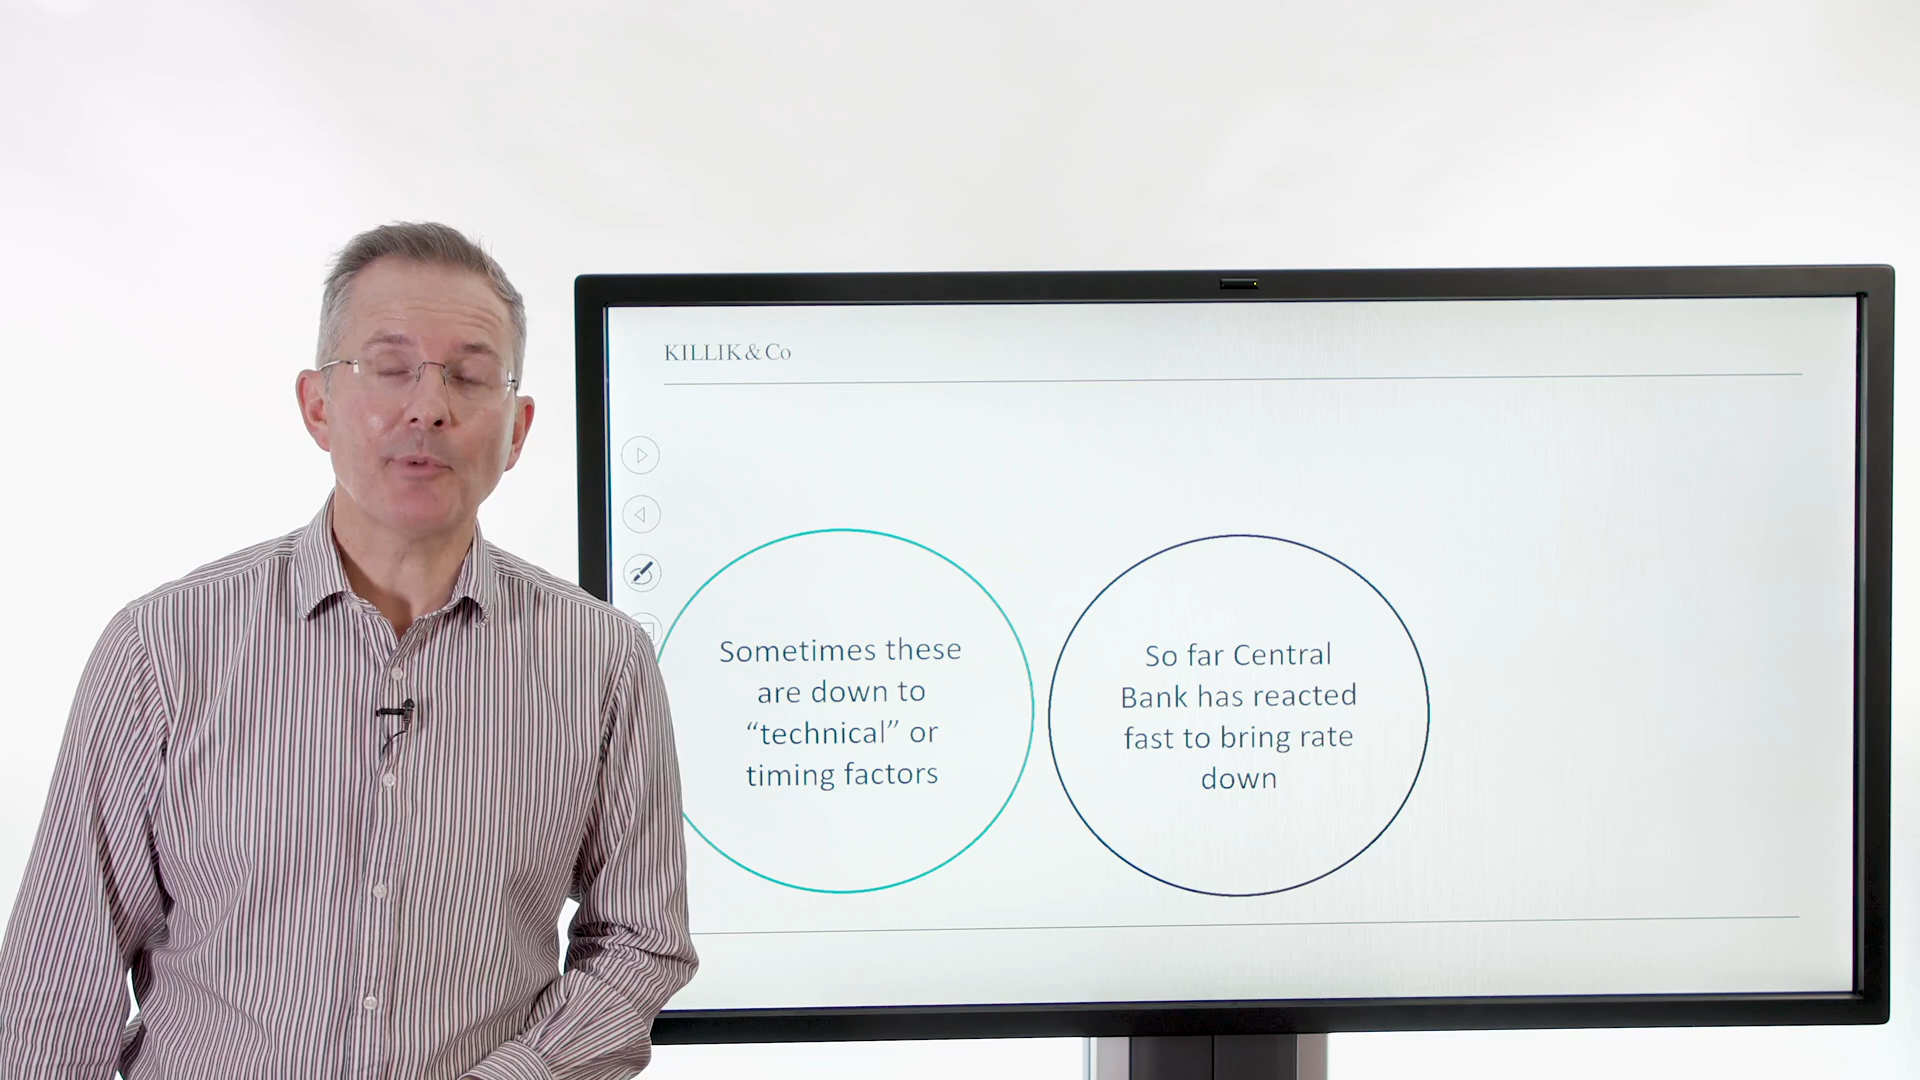 KILLIK & Co
Sometimes these
are down to
“technical” or
timing factors
So far Central
Bank has reacted
fast to bring rate
down